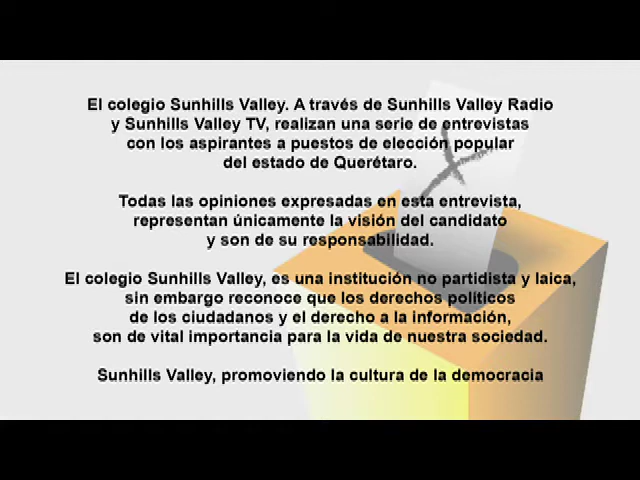 El colegio Sunhills Valley. A través de Sunhills Valley Radio
y Sunhills Valley TV, realizan una serie de entrevistas
con los aspirantes a puestos de elección popular
del estado de Querétaro.
Todas las opiniones expresadas en esta entrevista,
representan únicamente la visión del candidato
y son de su responsabilidad.
El colegio Sunhills Valley, es una institución no partidista y laica,
sin embargo reconoce que los derechos políticos
de los ciudadanos y el derecho a la información,
son de vital importancia para la vida de nuestra sociedad.
Sunhills Valley, promoviendo la cultura de la democracia